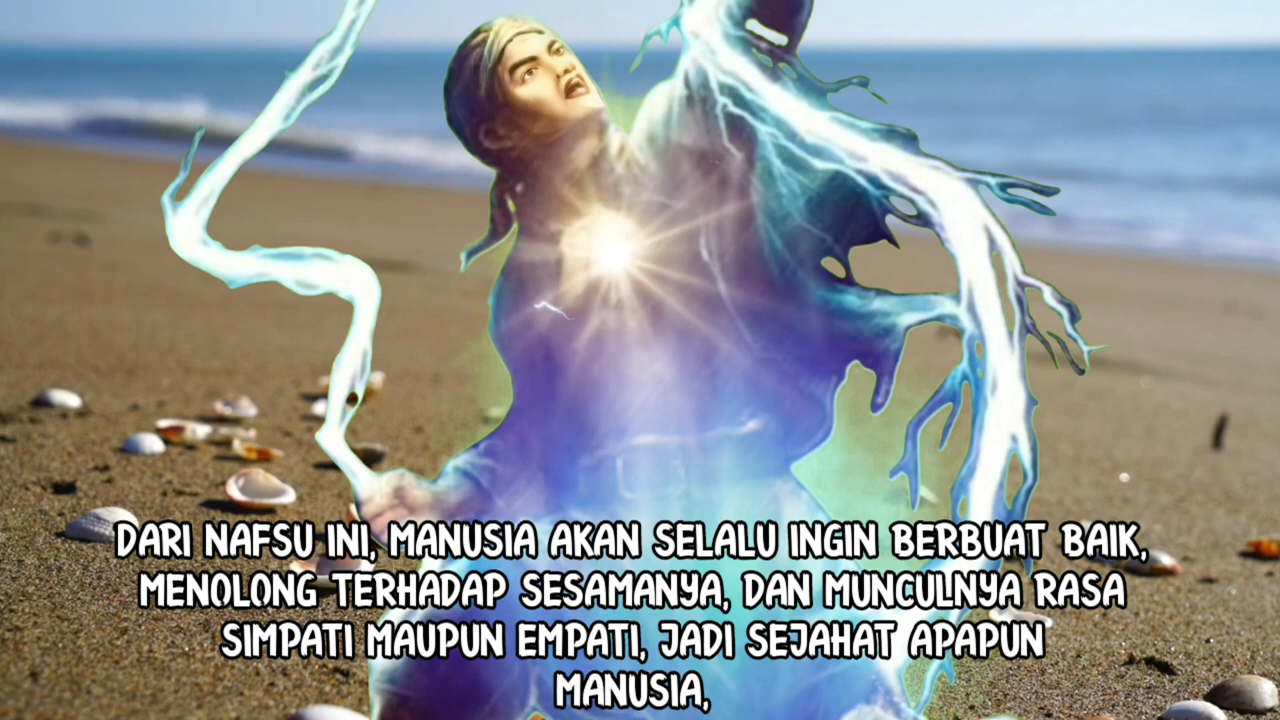 DARI NAFSU INI, MANUSIA AKAN SELALU INGIN BERBUAT BAIK,
MENOLONG TERHADAP SESAMANYA, DAN MUNCULNYA RASA
SIMPATI MAUPUN EMPATI, JADI SEJAHAT APAPUN
MANUSIA,